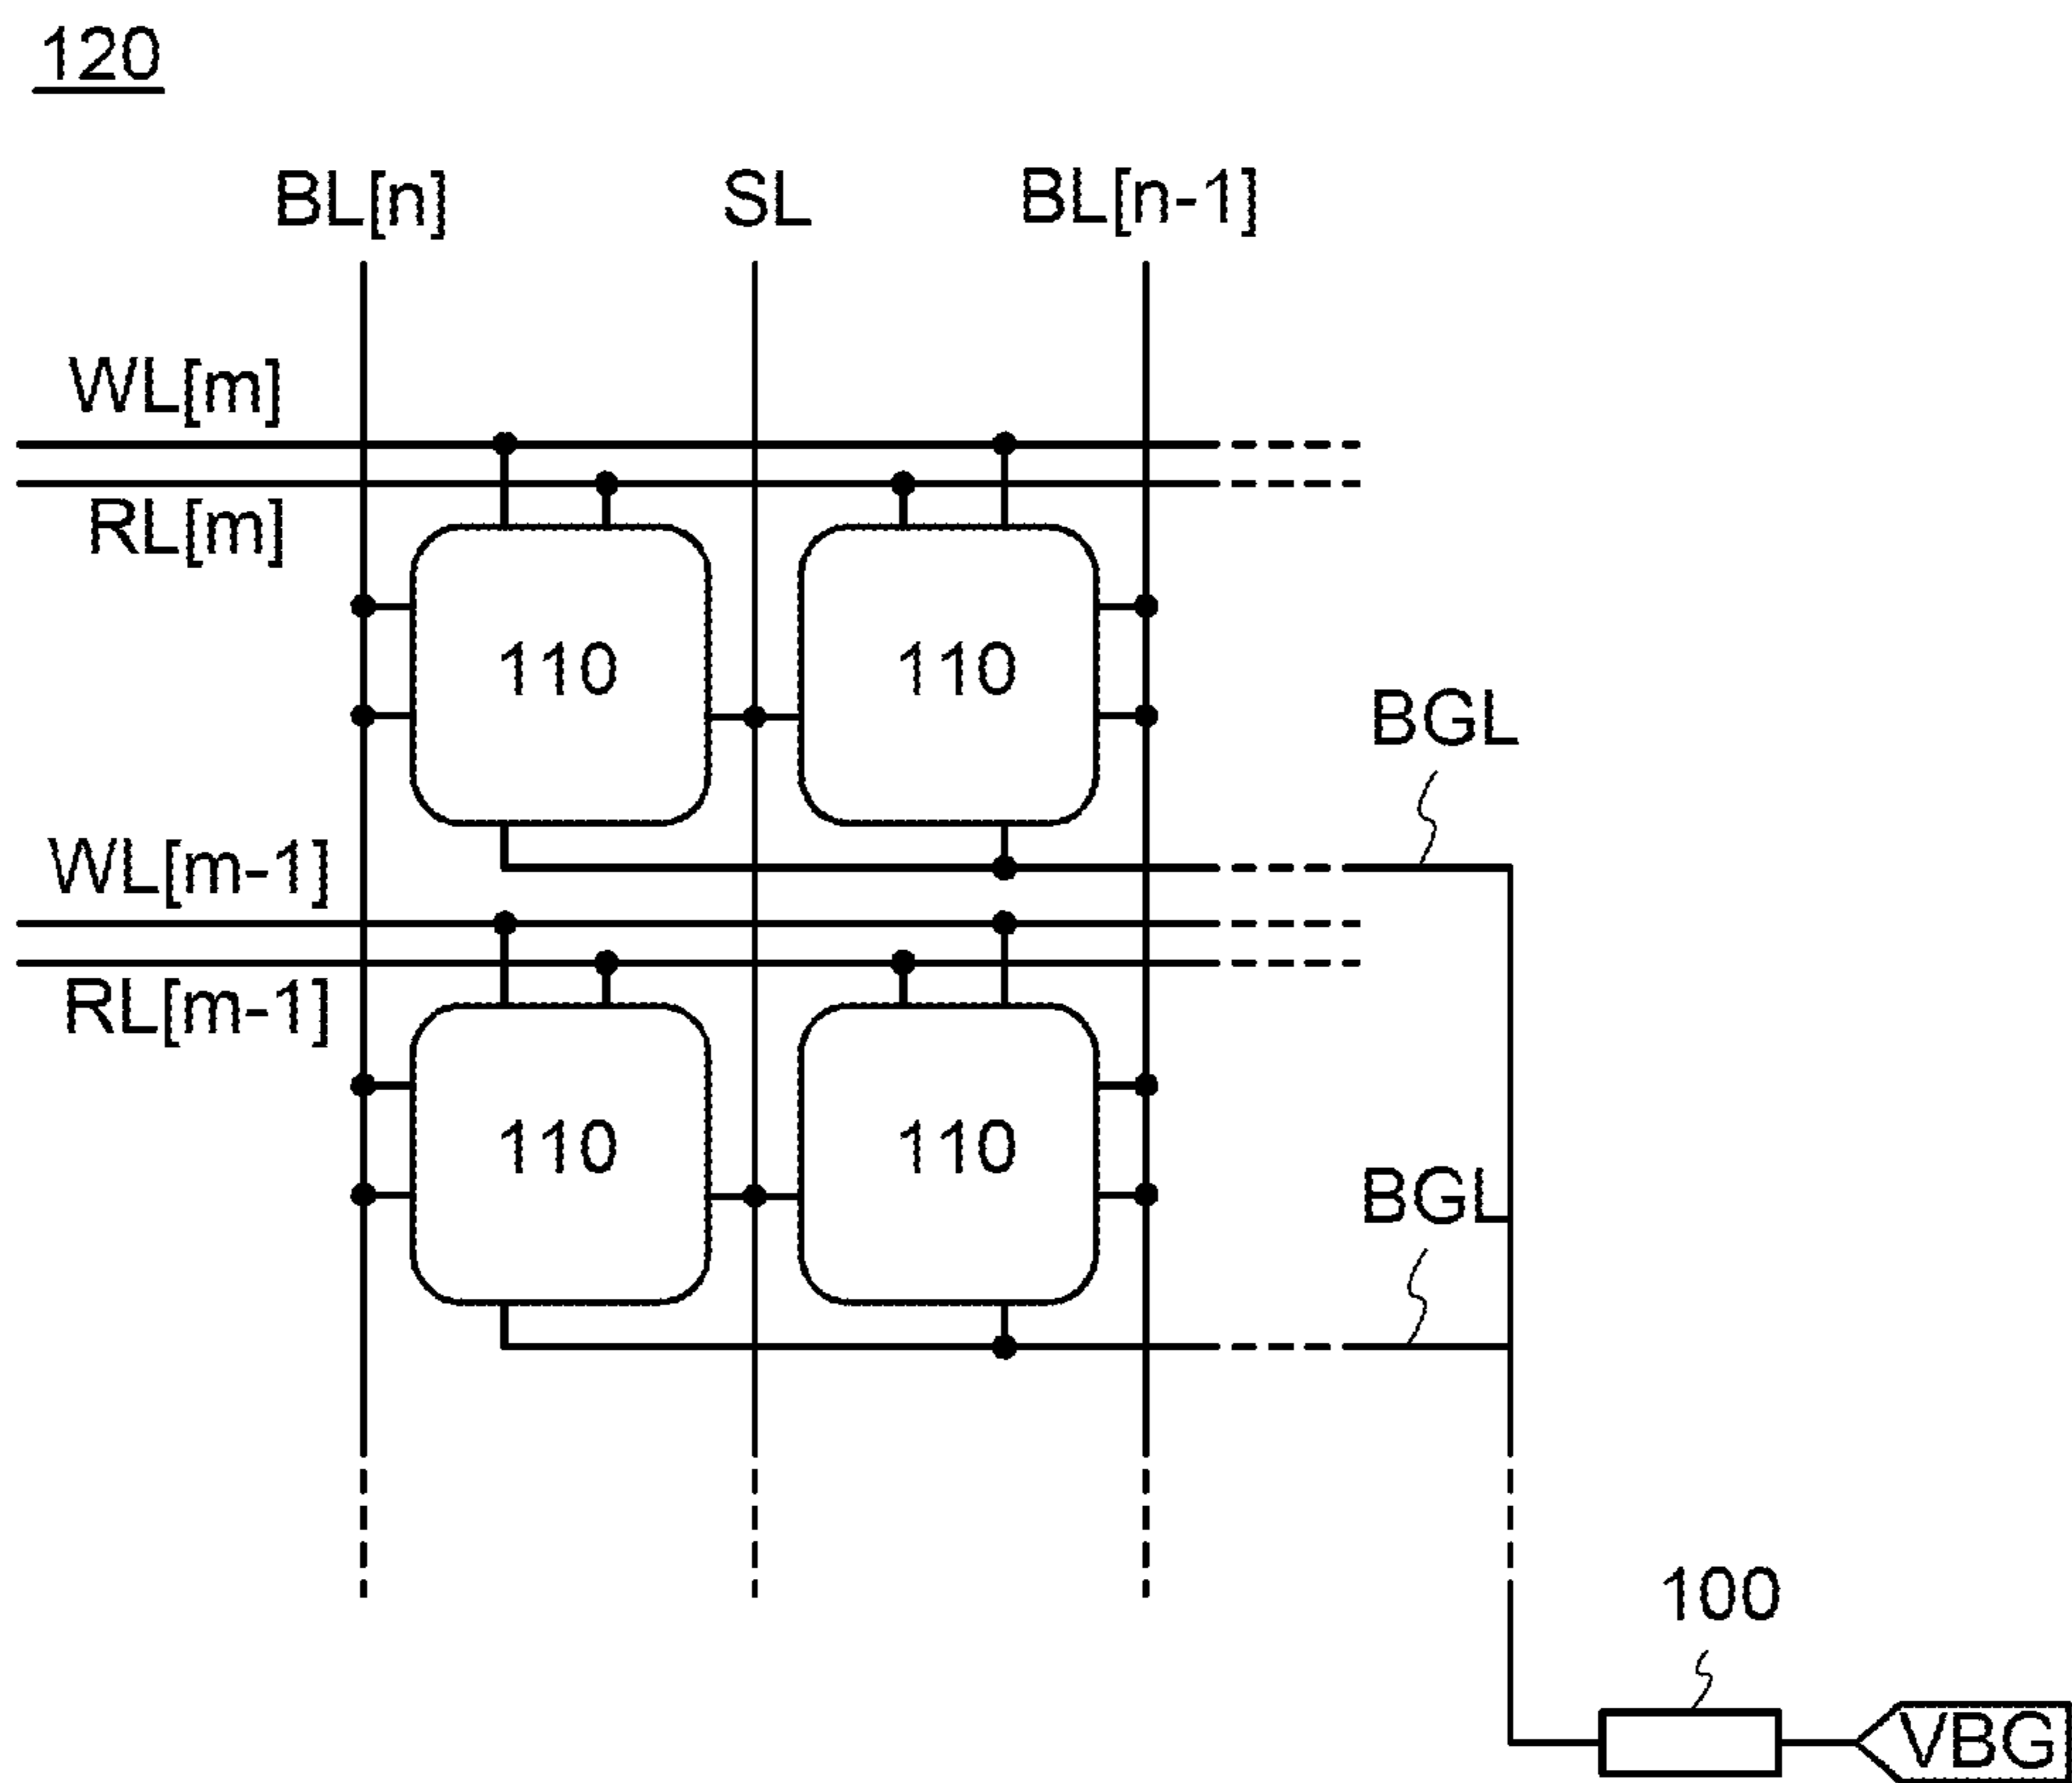 120
BL[n] SL BL[n-1]
WL[m]
RL[m]
110 110
BGL
WL[m-1]
RL[m-1]
110 110
BGL
100
VBG